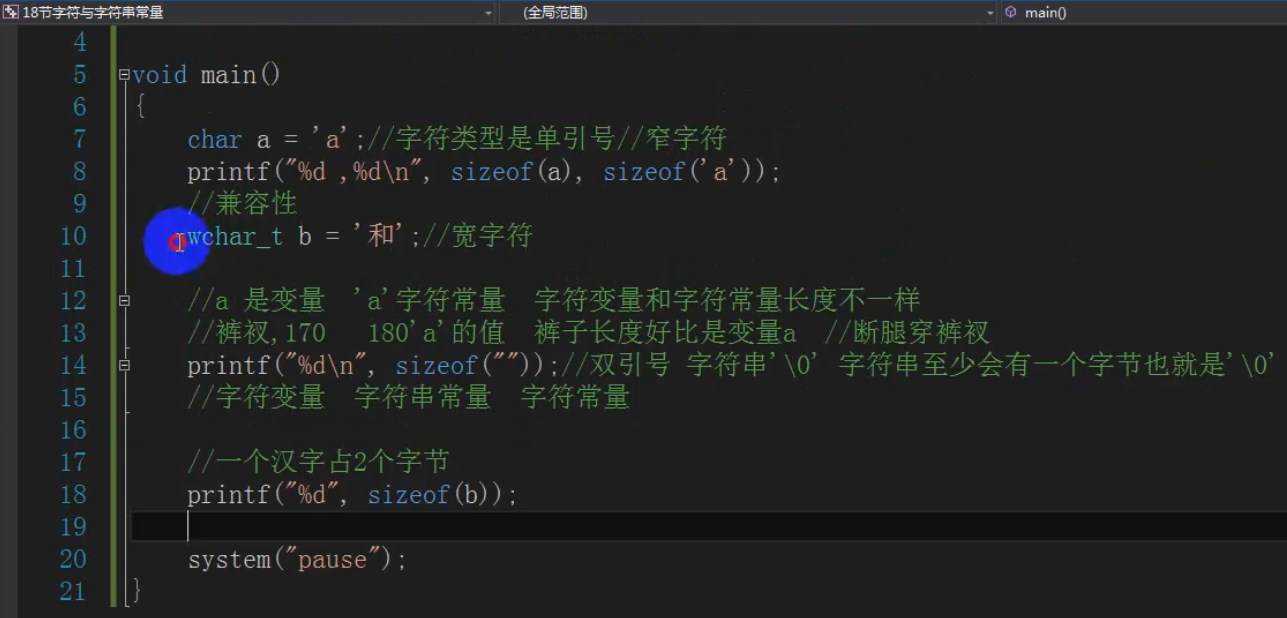 18节字符与字符串常量 (全局范围) main()
4
5 void main()
6 {
7 char a = 'a';//字符类型是单引号//窄字符
8 printf("%d ,%d\n", sizeof(a), sizeof('a'));
9 //兼容性
10 wchar_t b = '和';//宽字符
11
12 //a 是变量 'a'字符常量 字符变量和字符常量长度不一样
13 //裤衩,170 180'a'的值 裤子长度好比是变量a //断腿穿裤衩
14 printf("%d\n", sizeof(""));//双引号 字符串'\0' 字符串至少会有一个字节也就是'\0'
15 //字符变量 字符串常量 字符常量
16
17 //一个汉字占2个字节
18 printf("%d", sizeof(b));
19
20 system("pause");
21 }